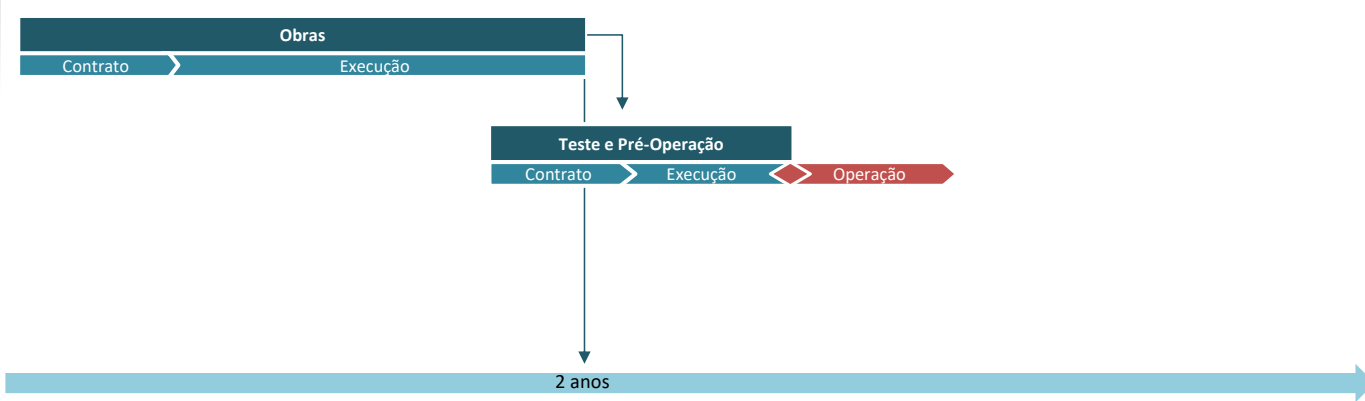 Obras
Contrato Execução
Teste e Pré-Operação
Contrato Execução Operação
2 anos